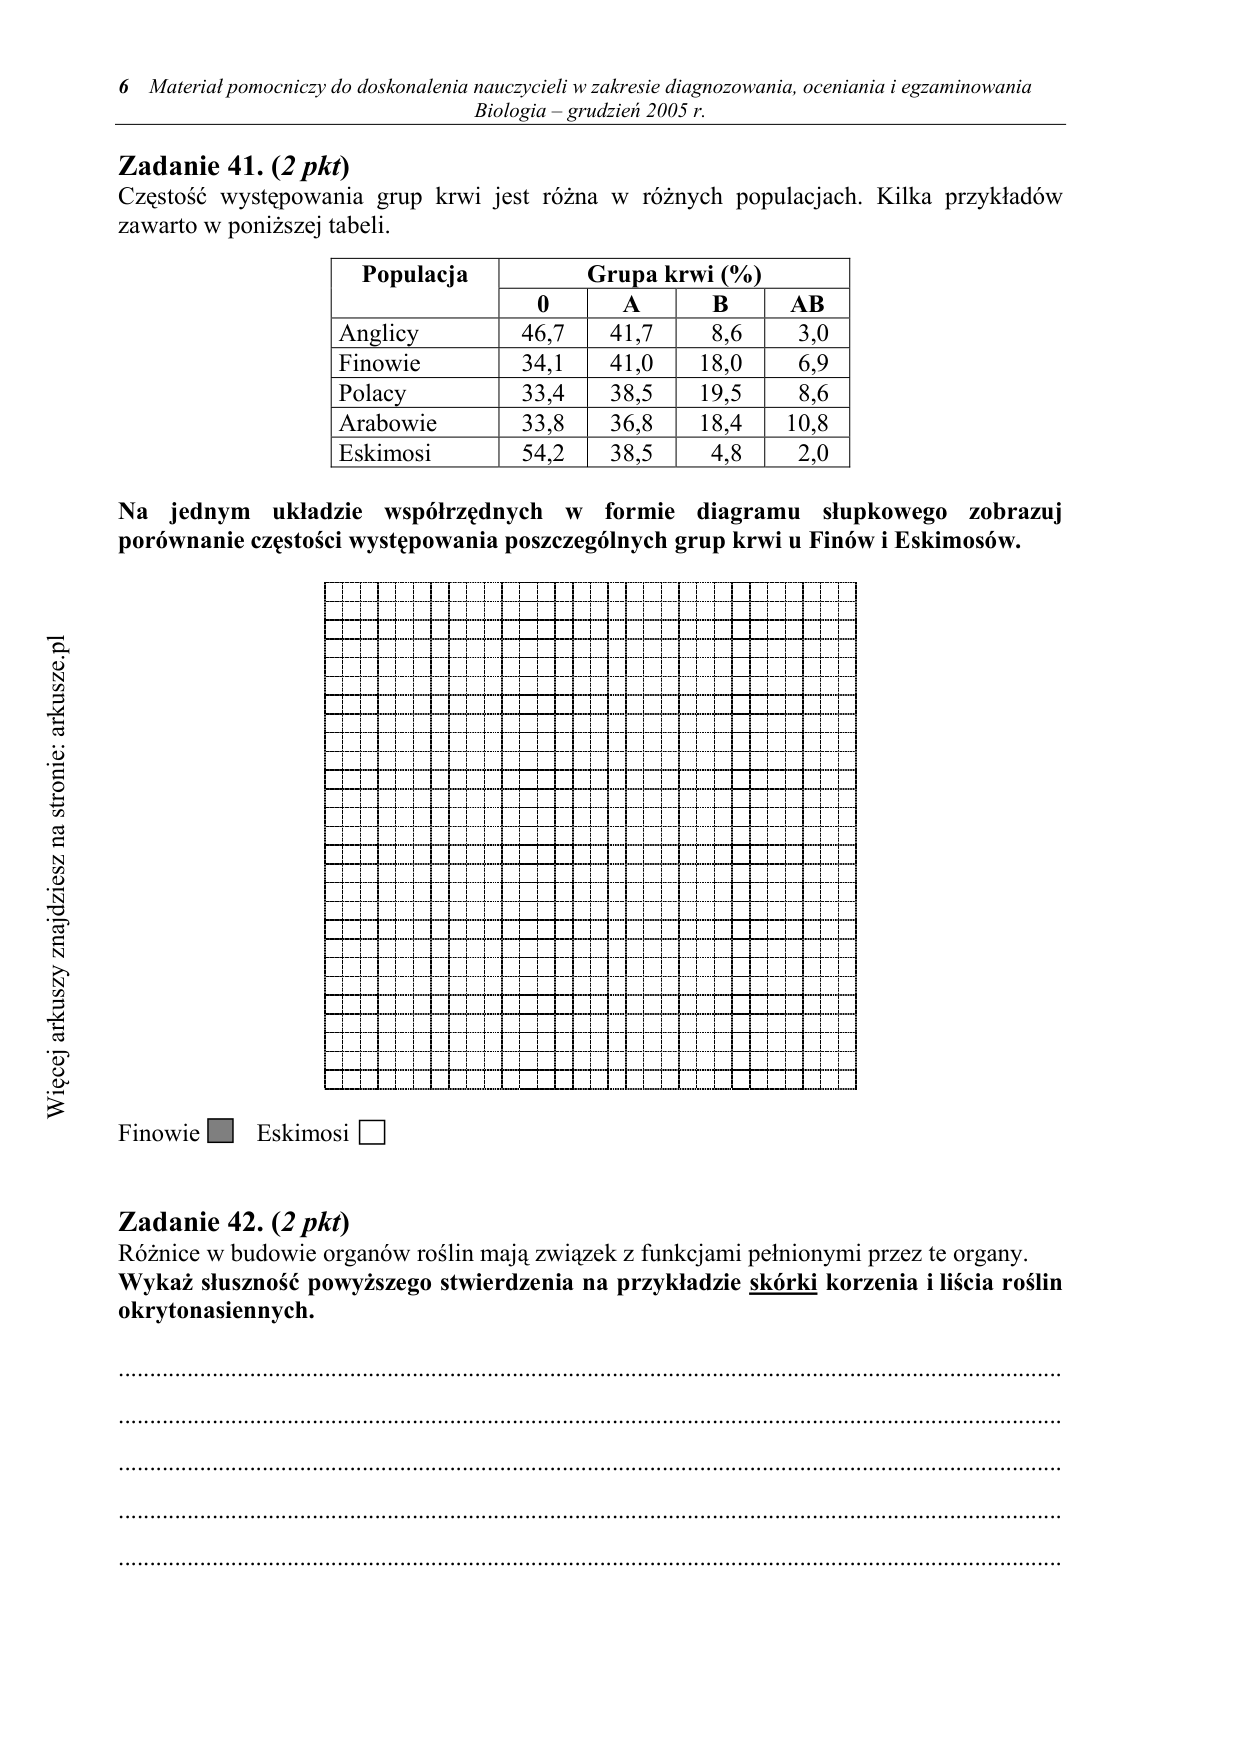 6 Materiał pomocniczy do doskonalenia nauczycieli w zakresie diagnozowania, oceniania i egzaminowania
Biologia – grudzień 2005 r.
Zadanie 41. (2 pkt)
Częstość występowania grup krwi jest różna w różnych populacjach. Kilka przykładów
zawarto w poniższej tabeli.
Populacja Grupa krwi (%)
0 A B AB
Anglicy 46,7 41,7 8,6 3,0
Finowie 34,1 41,0 18,0 6,9
Polacy 33,4 38,5 19,5 8,6
Arabowie 33,8 36,8 18,4 10,8
Eskimosi 54,2 38,5 4,8 2,0
Na jednym układzie współrzędnych w formie diagramu słupkowego zobrazuj
porównanie częstości występowania poszczególnych grup krwi u Finów i Eskimosów.
Finowie Eskimosi
Zadanie 42. (2 pkt)
Różnice w budowie organów roślin mają związek z funkcjami pełnionymi przez te organy.
Wykaż słuszność powyższego stwierdzenia na przykładzie skórki korzenia i liścia roślin
okrytonasiennych.
Więcej arkuszy znajdziesz na stronie: arkusze.pl